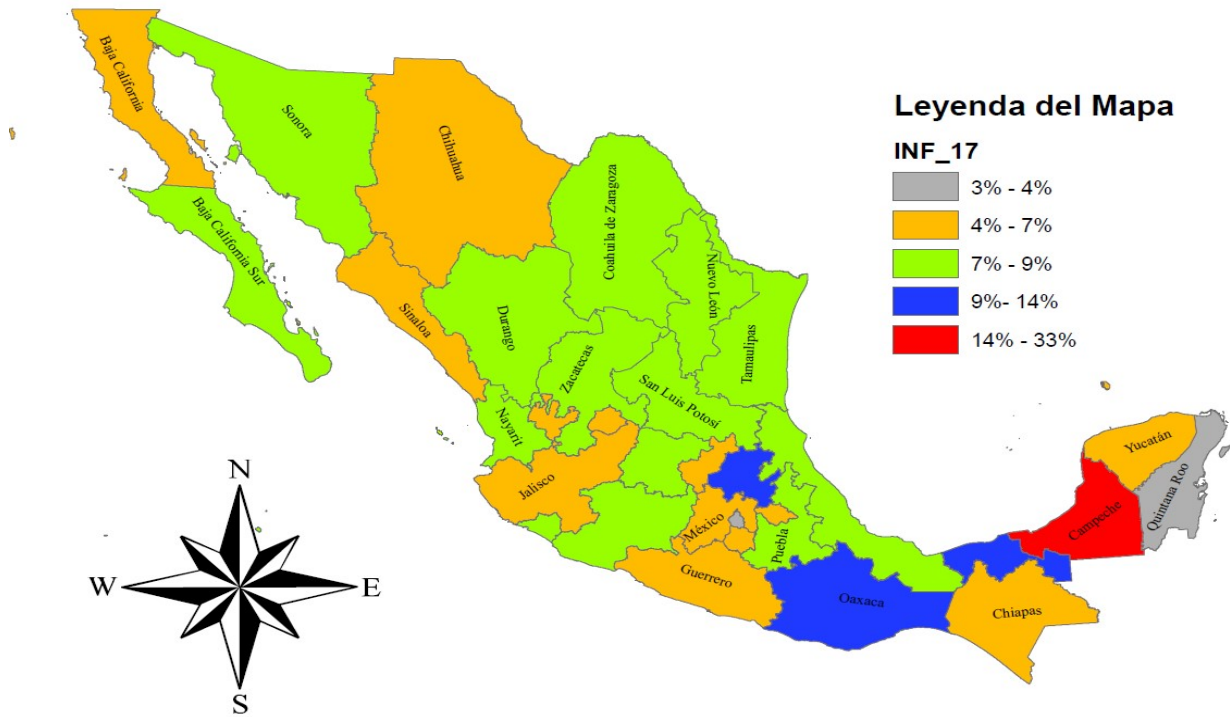 Leyenda del Mapa
INF_17
3% - 4%
4% - 7%
7% - 9%
9%- 14%
14% - 33%
Baja California
Sonora
Chihuahua
Coahuila de Zaragoza
Baja California Sur
Nuevo León
Sinaloa
Durango
Tamaulipas
Zacatecas
San Luis Potosí
Nayarit
Jalisco
México
Puebla
Guerrero
Oaxaca
Chiapas
Campeche
Yucatán
Quintana Roo
N
W
E
S